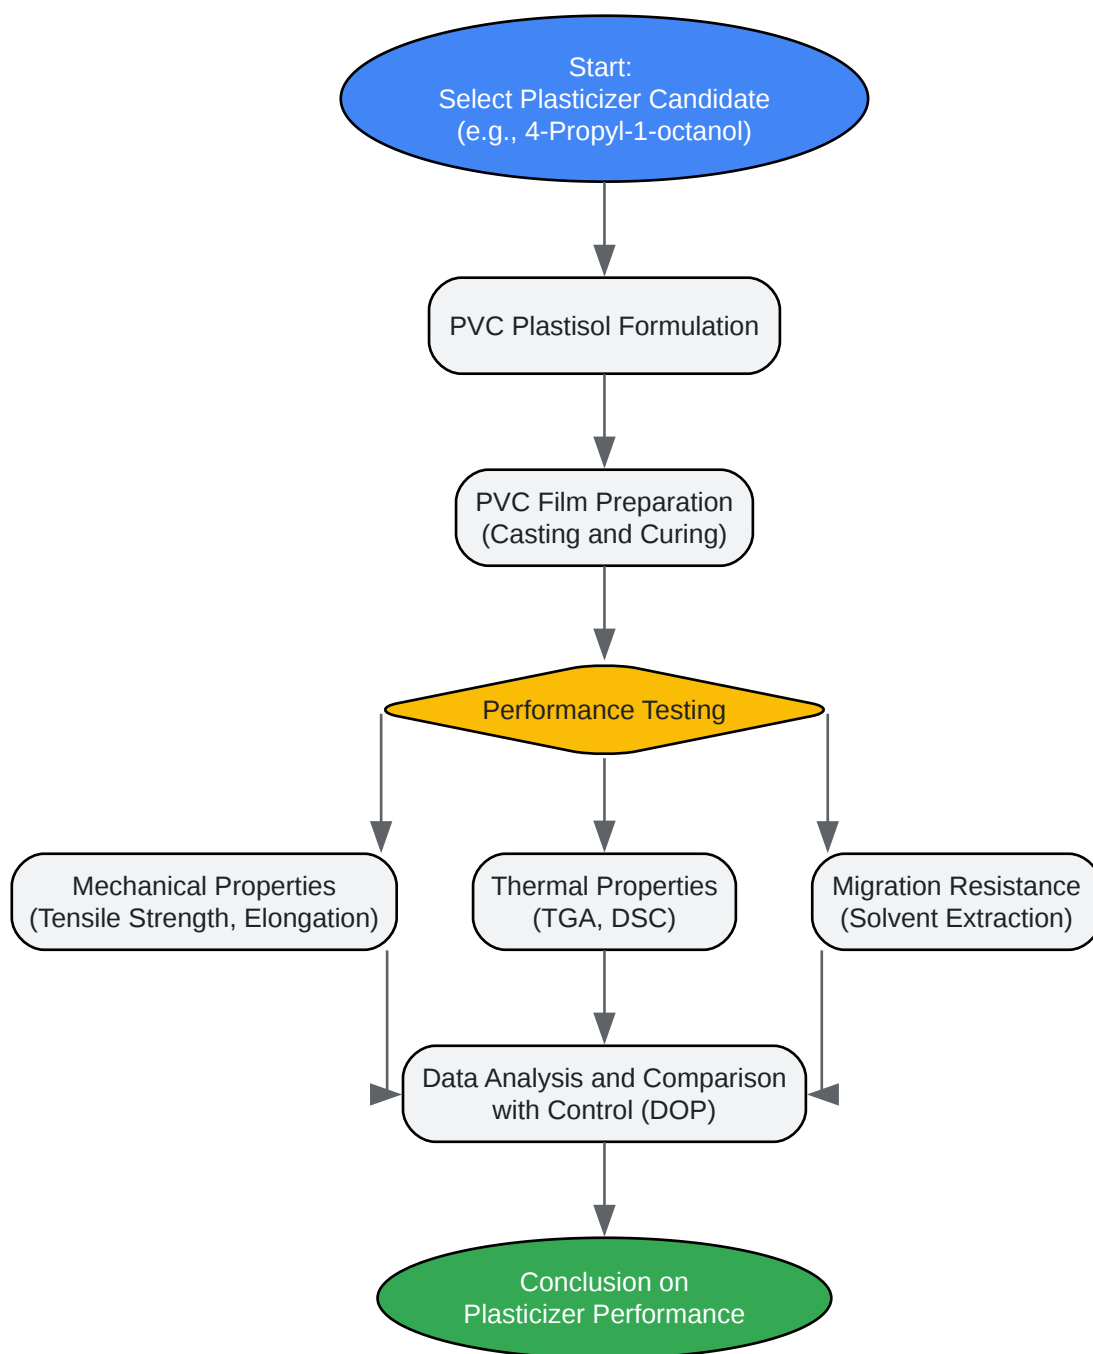 Start:
Select Plasticizer Candidate
(e.g., 4-Propyl-1-octanol)
PVC Plastisol Formulation
PVC Film Preparation
(Casting and Curing)
Performance Testing
Mechanical Properties
(Tensile Strength, Elongation)
Thermal Properties
(TGA, DSC)
Migration Resistance
(Solvent Extraction)
Data Analysis and Comparison
with Control (DOP)
Conclusion on
Plasticizer Performance